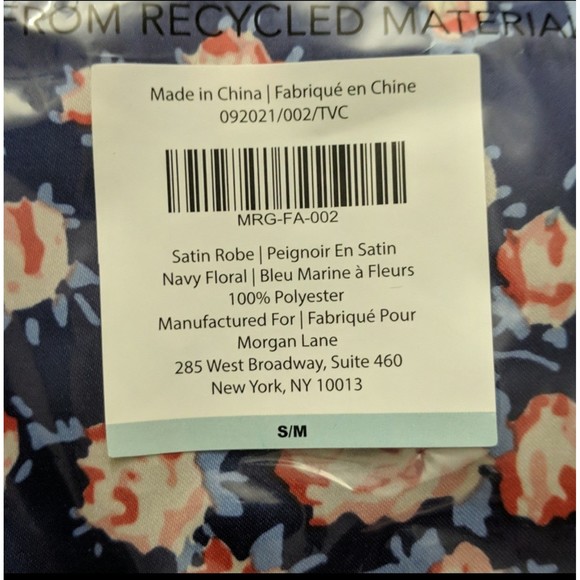 FROM RECYCLED MATERIAL
Made in China | Fabriqué en Chine
092021/002/TVC
MRG-FA-002
Satin Robe | Peignoir En Satin
Navy Floral | Bleu Marine à Fleurs
100% Polyester
Manufactured For | Fabriqué Pour
Morgan Lane
285 West Broadway, Suite 460
New York, NY 10013
S/M